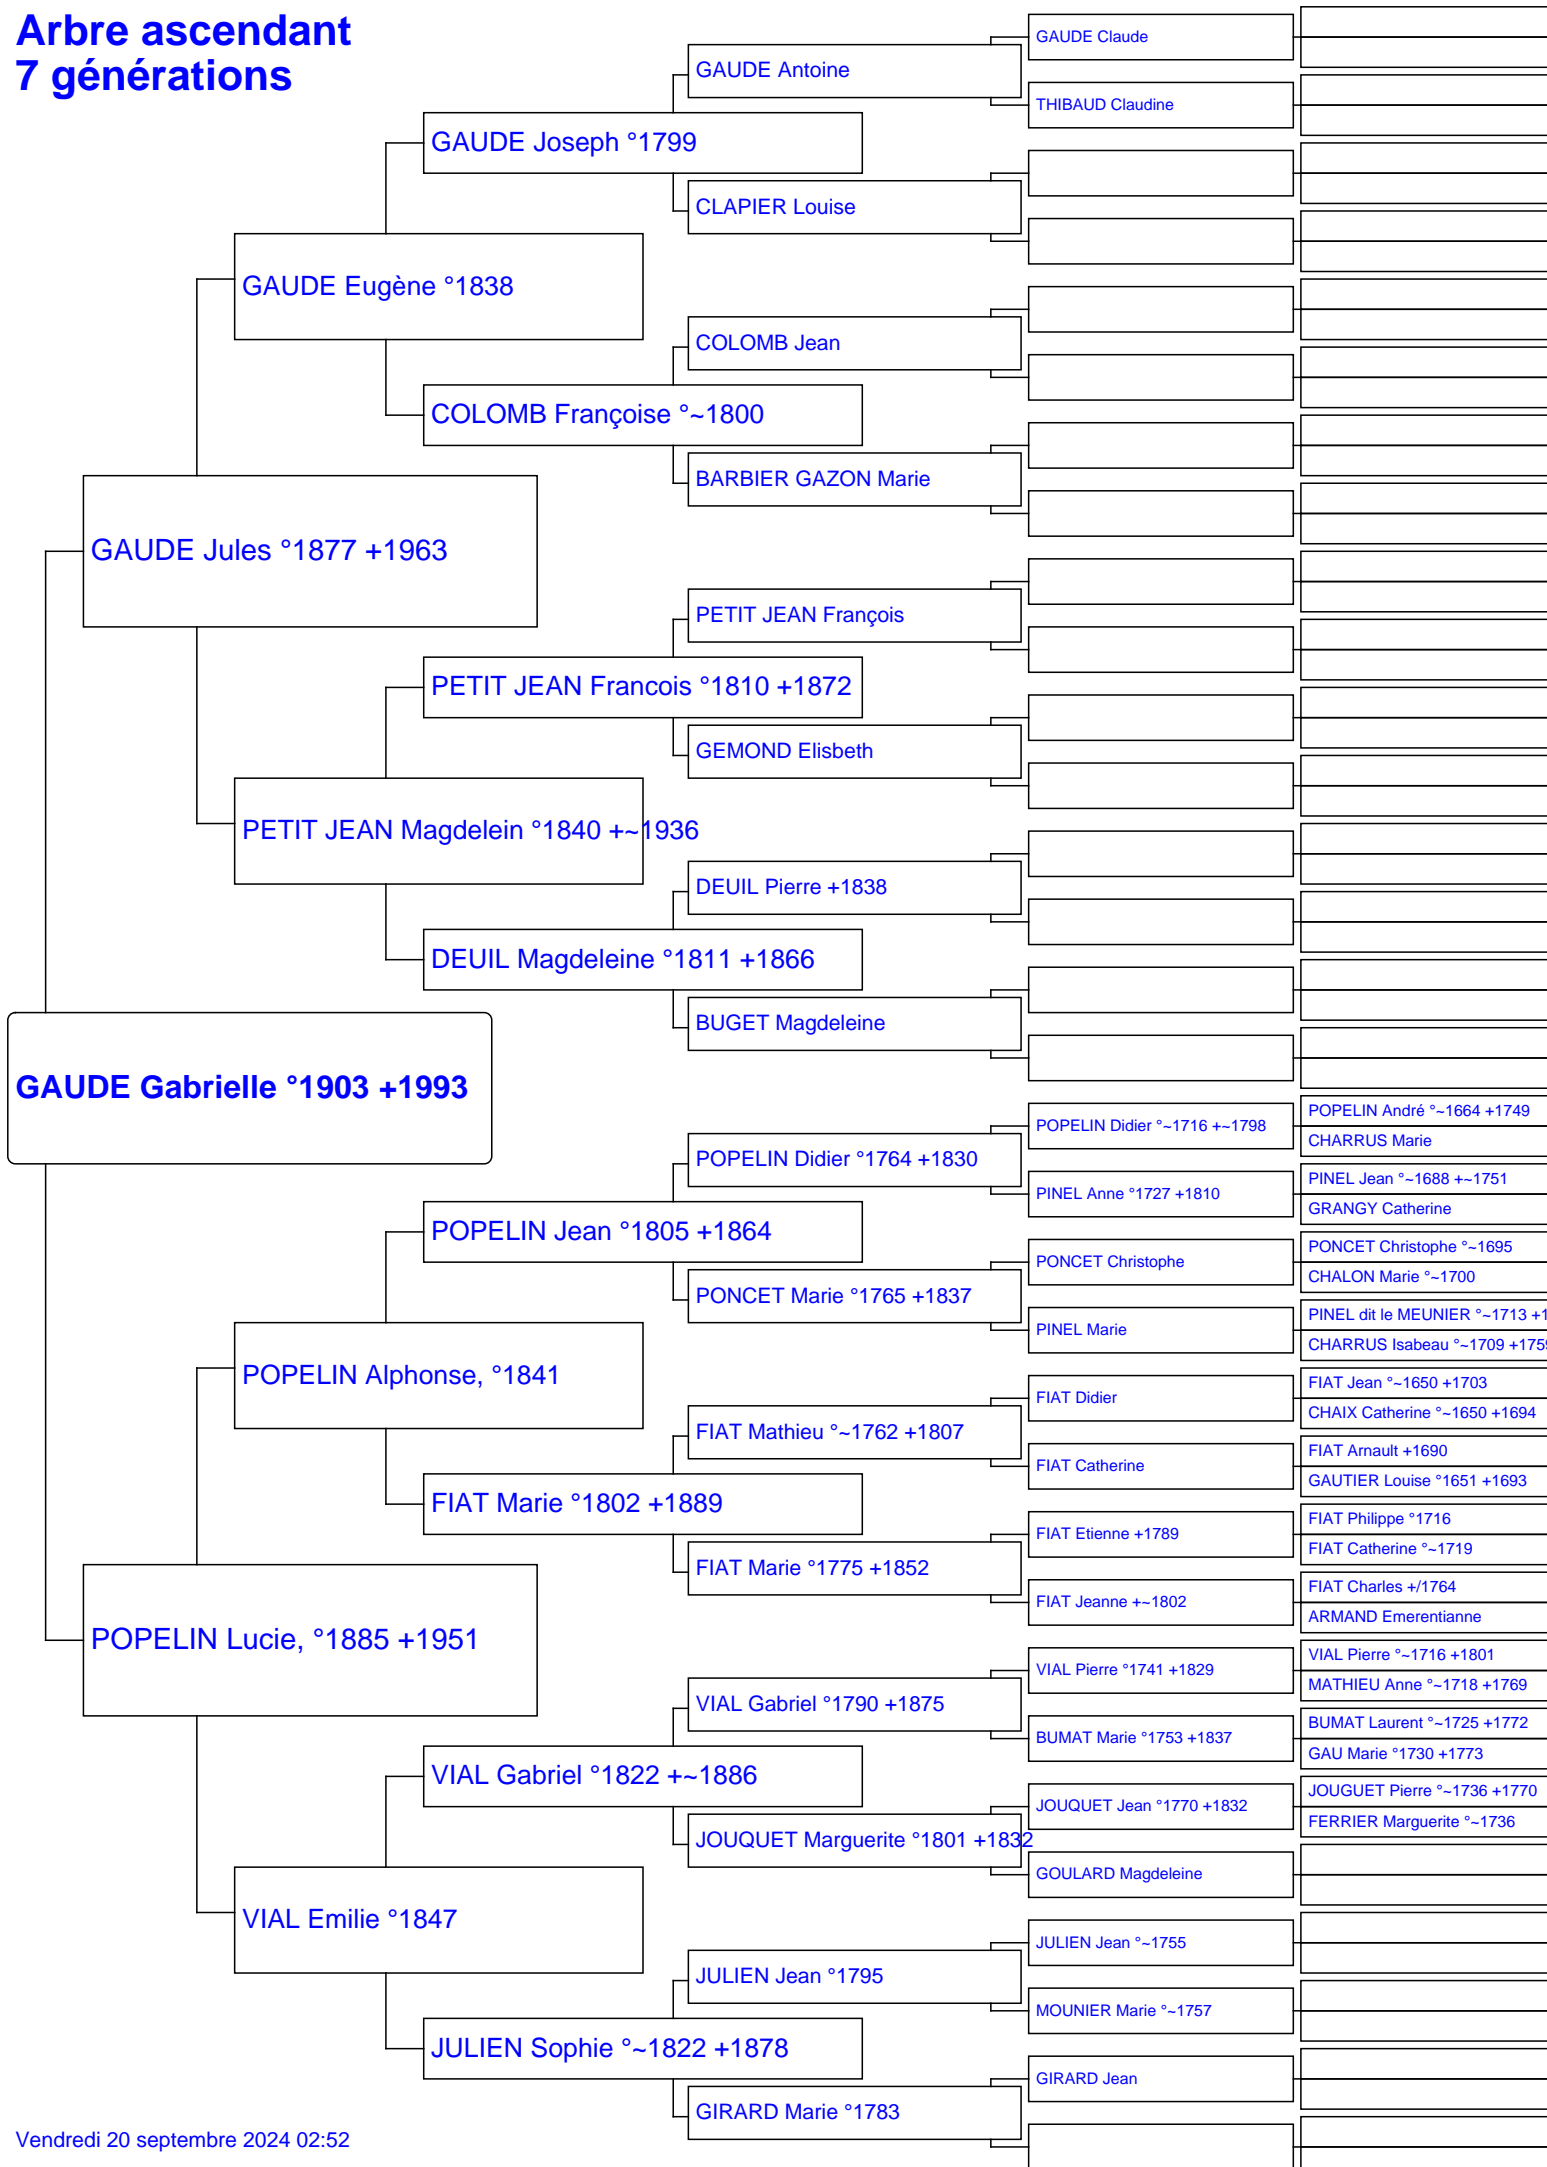 Arbre ascendant
7 générations
GAUDE Gabrielle °1903 +1993
GAUDE Jules °1877 +1963
POPELIN Lucie, °1885 +1951
GAUDE Eugène °1838
PETIT JEAN Magdelein °1840 +~1936
POPELIN Alphonse, °1841
VIAL Emilie °1847
GAUDE Joseph °1799
COLOMB Françoise °~1800
PETIT JEAN Francois °1810 +1872
DEUIL Magdeleine °1811 +1866
POPELIN Jean °1805 +1864
FIAT Marie °1802 +1889
VIAL Gabriel °1822 +~1886
JULIEN Sophie °~1822 +1878
GAUDE Antoine
CLAPIER Louise
COLOMB Jean
BARBIER GAZON Marie
PETIT JEAN François
GEMOND Elisbeth
DEUIL Pierre +1838
BUGET Magdeleine
POPELIN Didier °1764 +1830
PONCET Marie °1765 +1837
FIAT Mathieu °~1762 +1807
FIAT Marie °1775 +1852
VIAL Gabriel °1790 +1875
JOUQUET Marguerite °1801 +1832
JULIEN Jean °1795
GIRARD Marie °1783
GAUDE Claude
THIBAUD Claudine
POPELIN Didier °~1716 +~1798
PINEL Anne °1727 +1810
PONCET Christophe
PINEL Marie
FIAT Didier
FIAT Catherine
FIAT Etienne +1789
FIAT Jeanne +~1802
VIAL Pierre °1741 +1829
BUMAT Marie °1753 +1837
JOUQUET Jean °1770 +1832
GOULARD Magdeleine
JULIEN Jean °~1755
MOUNIER Marie °~1757
GIRARD Jean
POPELIN André °~1664 +1749
CHARRUS Marie
PINEL Jean °~1688 +~1751
GRANGY Catherine
PONCET Christophe °~1695
CHALON Marie °~1700
PINEL dit le MEUNIER °~1713 +1
CHARRUS Isabeau °~1709 +1759
FIAT Jean °~1650 +1703
CHAIX Catherine °~1650 +1694
FIAT Arnault +1690
GAUTIER Louise °1651 +1693
FIAT Philippe °1716
FIAT Catherine °~1719
FIAT Charles +/1764
ARMAND Emerentianne
VIAL Pierre °~1716 +1801
MATHIEU Anne °~1718 +1769
BUMAT Laurent °~1725 +1772
GAU Marie °1730 +1773
JOUGUET Pierre °~1736 +1770
FERRIER Marguerite °~1736
Vendredi 20 septembre 2024 02:52